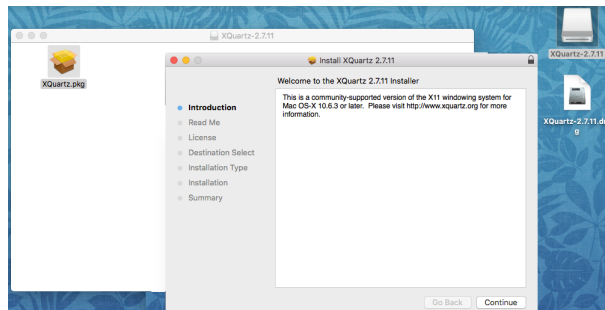 XQuartz-2.7.11
XQuartz.pkg
Install XQuartz 2.7.11
Welcome to the XQuartz 2.7.11 Installer
Introduction
Read Me
License
Destination Select
Installation Type
Installation
Summary
This is a community-supported version of the X11 windowing system for
Mac OS-X 10.6.3 or later. Please visit http://www.xquartz.org for more
information.
Go Back
Continue
XQuartz-2.7.11
XQuartz-2.7.11.d
g